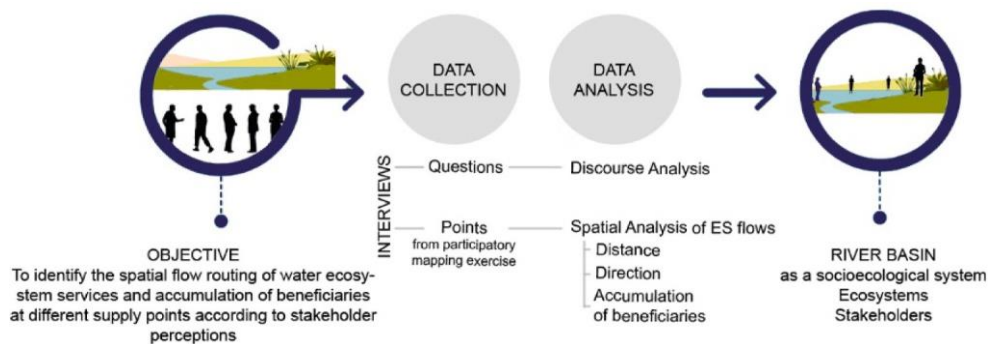 DATA
COLLECTION
DATA
ANALYSIS
INTERVIEWS
Questions
Discourse Analysis
Points
from participatory
mapping exercise
Spatial Analysis of ES flows
Distance
Direction
Accumulation
of beneficiaries
OBJECTIVE
To identify the spatial flow routing of water ecosy-
stem services and accumulation of beneficiaries
at different supply points according to stakeholder
perceptions
RIVER BASIN
as a socioecological system
Ecosystems
Stakeholders